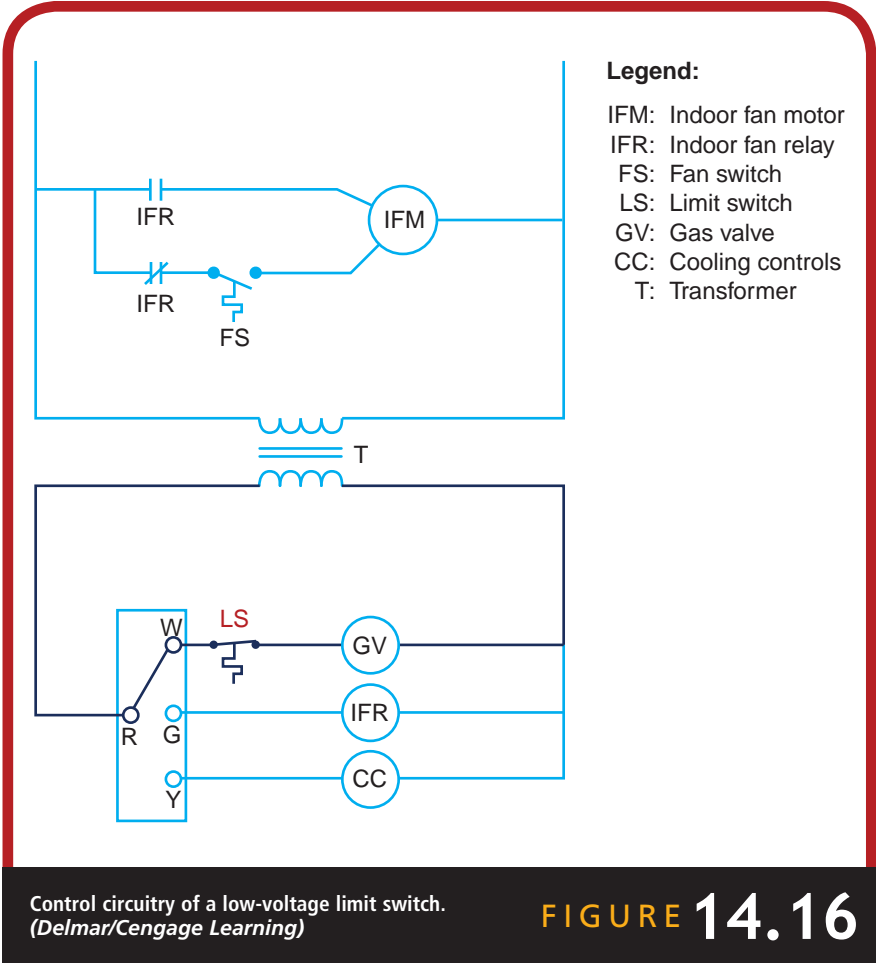 Legend:
IFM: Indoor fan motor
IFR: Indoor fan relay
FS: Fan switch
LS: Limit switch
GV: Gas valve
CC: Cooling controls
T: Transformer
IFR
IFM
IFR
FS
T
W
LS
GV
R
G
IFR
Y
CC
Control circuitry of a low-voltage limit switch.
(Delmar/Cengage Learning)
FIGURE 14.16